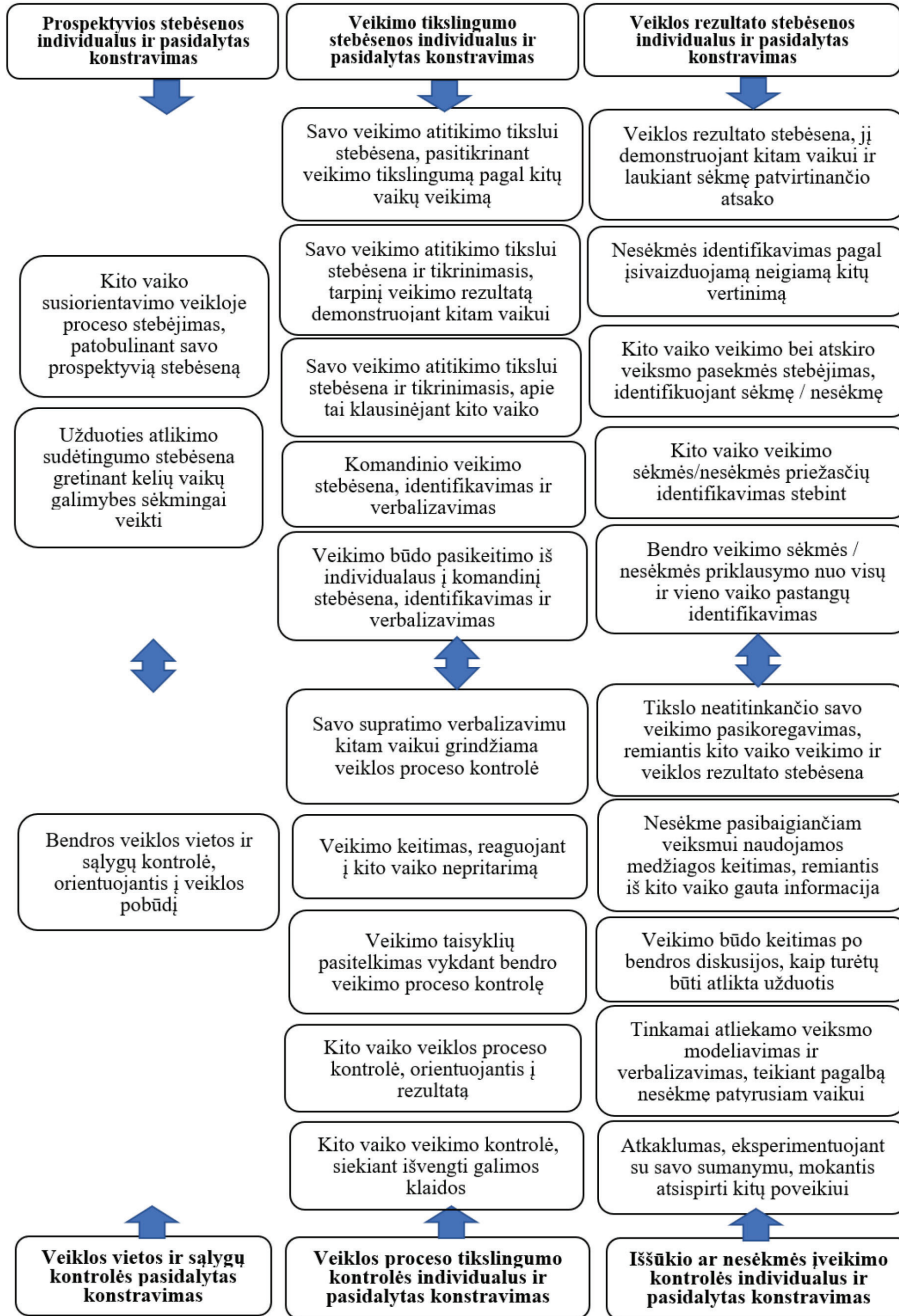 Prospektyvios stebėsenos
individualus ir pasidalytas
konstravimas
Veikimo tikslingumo
stebėsenos individualus ir
pasidalytas konstravimas
Veiklos rezultato stebėsenos
individualus ir pasidalytas
konstravimas
Kito vaiko
susiorientavimo veikloje
proceso stebėjimas,
patobulinant savo
prospektyvią stebėseną
Užduoties atlikimo
sudėtingumo stebėsena
gretinant kelių vaikų
galimybes sėkmingai
veikti
Savo veikimo atitikimo tikslui
stebėsena, pasitikrinant
veikimo tikslingumą pagal kitų
vaikų veikimą
Savo veikimo atitikimo tikslui
stebėsena ir tikrinimasis,
tarpinį veikimo rezultatą
demonstruojant kitam vaikui
Savo veikimo atitikimo tikslui
stebėsena ir tikrinimasis, apie
tai klausinėjant kito vaiko
Komandinio veikimo
stebėsena, identifikavimas ir
verbalizavimas
Veikimo būdo pasikeitimo iš
individualaus į komandinį
stebėsena, identifikavimas ir
verbalizavimas
Veiklos rezultato stebėsena, jį
demonstruojant kitam vaikui ir
laukiant sėkmę patvirtinančio
atsako
Nesėkmės identifikavimas pagal
įsivaizduojamą neigiamą kitų
vertinimą
Kito vaiko veikimo bei atskiro
veiksmo pasekmės stebėjimas,
identifikuojant sėkmę / nesėkmę
Kito vaiko veikimo
sėkmės/nesėkmės priežasčių
identifikavimas stebint
Bendro veikimo sėkmės /
nesėkmės priklausymo nuo visų
ir vieno vaiko pastangų
identifikavimas
Bendros veiklos vietos ir
sąlygų kontrolė,
orientuojantis į veiklos
pobūdį
Savo supratimo verbalizavimu
kitam vaikui grindžiama
veiklos proceso kontrolė
Veikimo keitimas, reaguojant
į kito vaiko nepritarimą
Veikimo taisyklių
pasitelkimas vykdant bendro
veikimo proceso kontrolę
Kito vaiko veiklos proceso
kontrolė, orientuojantis į
rezultatą
Kito vaiko veikimo kontrolė,
siekiant išvengti galimos
klaidos
Tikslo neatitinkančio savo
veikimo pasikoregavimas,
remiantis kito vaiko veikimo ir
veiklos rezultato stebėsena
Nesėkme pasibaigiančiam
veiksmui naudojamos
medžiagos keitimas, remiantis
iš kito vaiko gauta informacija
Veikimo būdo keitimas po
bendros diskusijos, kaip turėtų
būti atlikta užduotis
Tinkamai atliekamo veiksmo
modeliavimas ir
verbalizavimas, teikiant pagalbą
nesėkmę patyrusiam vaikui
Atkaklumas, eksperimentuojant
su savo sumanymu, mokantis
atsispirti kitų poveikiui
Veiklos vietos ir sąlygų
kontrolės pasidalytas
konstravimas
Veiklos proceso tikslingumo
kontrolės individualus ir
pasidalytas konstravimas
Iššūkio ar nesėkmės įveikimo
kontrolės individualus ir
pasidalytas konstravimas